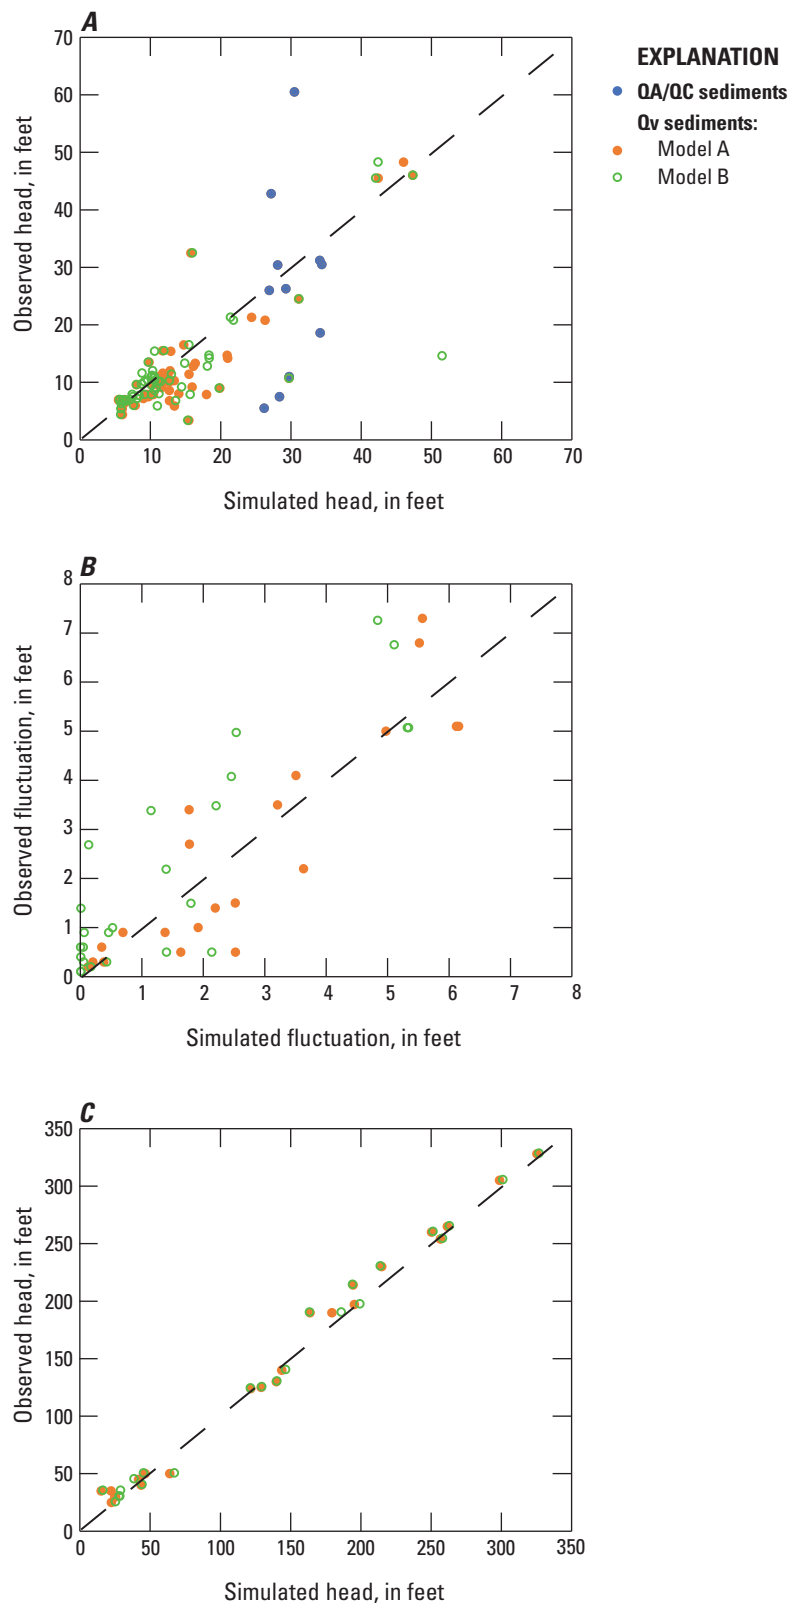 A
70
60
50
40
30
20
10
0
0 10 20 30 40 50 60 70
Observed head, in feet
Simulated head, in feet
EXPLANATION
QA/QC sediments
Qv sediments:
Model A
Model B
B
8
7
6
5
4
3
2
1
0
0 1 2 3 4 5 6 7 8
Observed fluctuation, in feet
Simulated fluctuation, in feet
C
350
300
250
200
150
100
50
0
0 50 100 150 200 250 300 350
Observed head, in feet
Simulated head, in feet